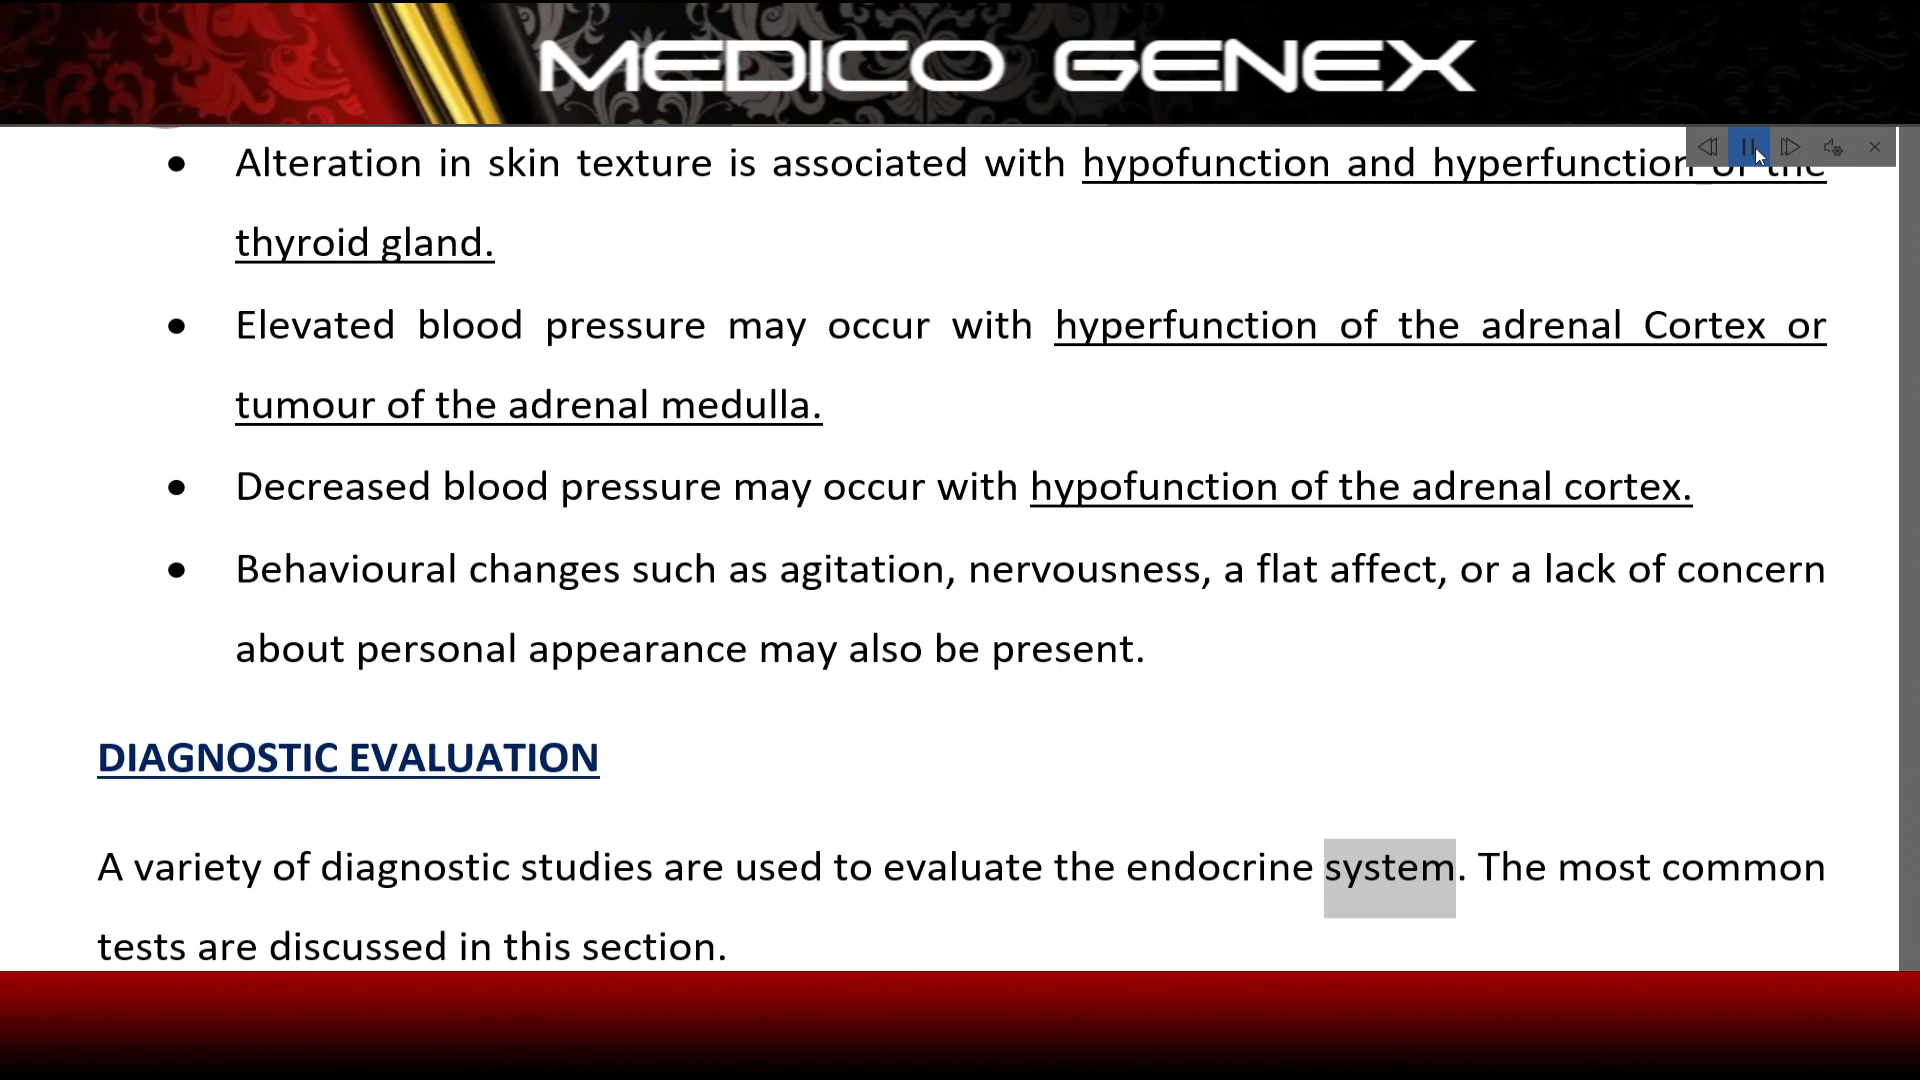 MEDICO GENEX
• Alteration in skin texture is associated with hypofunction and hyperfunction of the
thyroid gland.
• Elevated blood pressure may occur with hyperfunction of the adrenal Cortex or
tumour of the adrenal medulla.
• Decreased blood pressure may occur with hypofunction of the adrenal cortex.
• Behavioural changes such as agitation, nervousness, a flat affect, or a lack of concern
about personal appearance may also be present.
DIAGNOSTIC EVALUATION
A variety of diagnostic studies are used to evaluate the endocrine system. The most common
tests are discussed in this section.